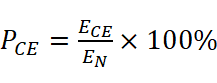 P_CE = E_CE/E_N × 100%